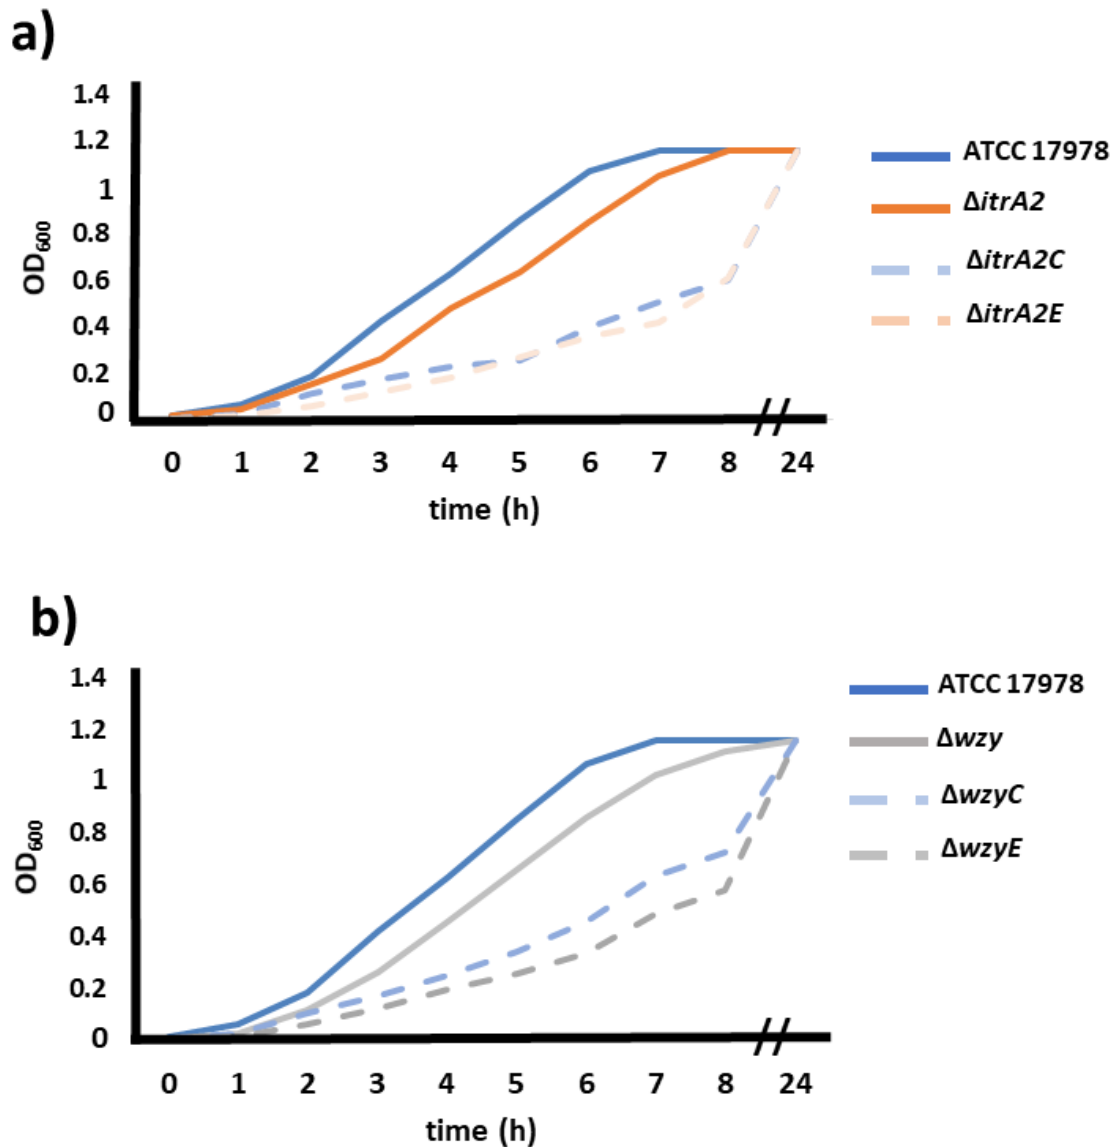 a)
1.4
1.2
1
0.8
0.6
0.4
0.2
0
OD600
0 1 2 3 4 5 6 7 8 24
time (h)
ATCC 17978
ΔitrA2
ΔitrA2C
ΔitrA2E
b)
1.4
1.2
1
0.8
0.6
0.4
0.2
0
OD600
0 1 2 3 4 5 6 7 8 24
time (h)
ATCC 17978
Δwzy
ΔwzyC
ΔwzyE